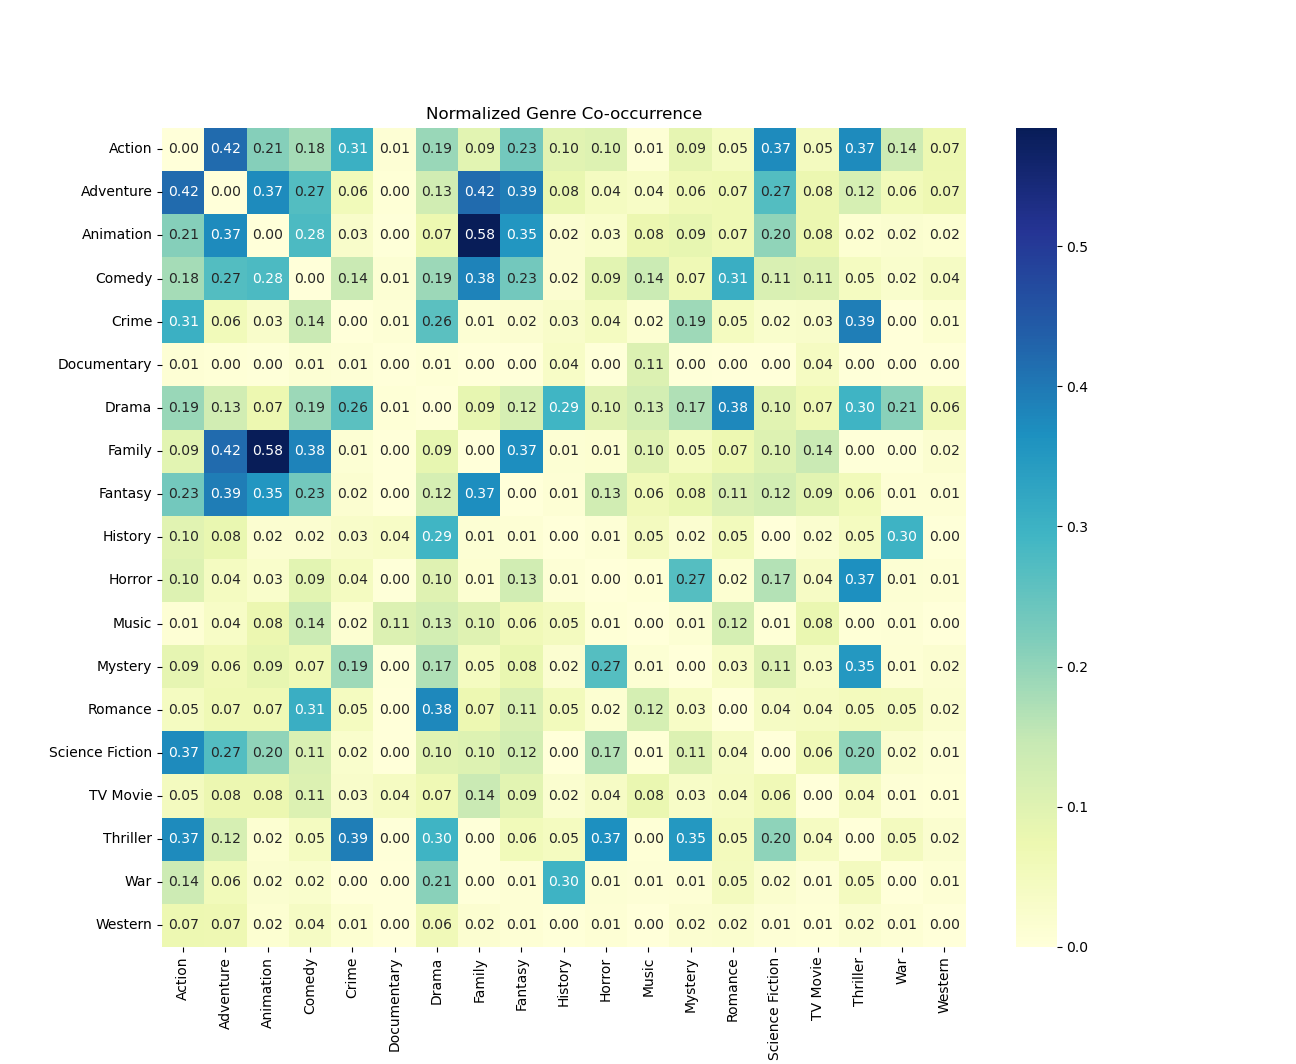 Normalized Genre Co-occurrence
Action 0.00 0.42 0.21 0.18 0.31 0.01 0.19 0.09 0.23 0.10 0.10 0.01 0.09 0.05 0.37 0.05 0.37 0.14 0.07
Adventure 0.42 0.00 0.37 0.27 0.06 0.00 0.13 0.42 0.39 0.08 0.04 0.04 0.06 0.07 0.27 0.08 0.12 0.06 0.07
Animation 0.21 0.37 0.00 0.28 0.03 0.00 0.07 0.58 0.35 0.02 0.03 0.08 0.09 0.07 0.20 0.08 0.02 0.02 0.02
Comedy 0.18 0.27 0.28 0.00 0.14 0.01 0.19 0.38 0.23 0.02 0.09 0.14 0.07 0.31 0.11 0.11 0.05 0.02 0.04
Crime 0.31 0.06 0.03 0.14 0.00 0.01 0.26 0.01 0.02 0.03 0.04 0.02 0.19 0.05 0.02 0.03 0.39 0.00 0.01
Documentary 0.01 0.00 0.00 0.01 0.01 0.00 0.01 0.00 0.00 0.04 0.00 0.11 0.00 0.00 0.00 0.04 0.00 0.00 0.00
Drama 0.19 0.13 0.07 0.19 0.26 0.01 0.00 0.09 0.12 0.29 0.10 0.13 0.17 0.38 0.10 0.07 0.30 0.21 0.06
Family 0.09 0.42 0.58 0.38 0.01 0.00 0.09 0.00 0.37 0.01 0.01 0.10 0.05 0.07 0.10 0.14 0.00 0.00 0.02
Fantasy 0.23 0.39 0.35 0.23 0.02 0.00 0.12 0.37 0.00 0.01 0.13 0.06 0.08 0.11 0.12 0.09 0.06 0.01 0.01
History 0.10 0.08 0.02 0.02 0.03 0.04 0.29 0.01 0.01 0.00 0.01 0.05 0.02 0.05 0.00 0.02 0.05 0.30 0.00
Horror 0.10 0.04 0.03 0.09 0.04 0.00 0.10 0.01 0.13 0.01 0.00 0.01 0.27 0.02 0.17 0.04 0.37 0.01 0.01
Music 0.01 0.04 0.08 0.14 0.02 0.11 0.13 0.10 0.06 0.05 0.01 0.00 0.01 0.12 0.01 0.08 0.00 0.01 0.00
Mystery 0.09 0.06 0.09 0.07 0.19 0.00 0.17 0.05 0.08 0.02 0.27 0.01 0.00 0.03 0.11 0.03 0.35 0.01 0.02
Romance 0.05 0.07 0.07 0.31 0.05 0.00 0.38 0.07 0.11 0.05 0.02 0.12 0.03 0.00 0.04 0.04 0.05 0.05 0.02
Science Fiction 0.37 0.27 0.20 0.11 0.02 0.00 0.10 0.10 0.12 0.00 0.17 0.01 0.11 0.04 0.00 0.06 0.20 0.02 0.01
TV Movie 0.05 0.08 0.08 0.11 0.03 0.04 0.07 0.14 0.09 0.02 0.04 0.08 0.03 0.04 0.06 0.00 0.04 0.01 0.01
Thriller 0.37 0.12 0.02 0.05 0.39 0.00 0.30 0.00 0.06 0.05 0.37 0.00 0.35 0.05 0.20 0.04 0.00 0.05 0.02
War 0.14 0.06 0.02 0.02 0.00 0.00 0.21 0.00 0.01 0.30 0.01 0.01 0.01 0.05 0.02 0.01 0.05 0.00 0.01
Western 0.07 0.07 0.02 0.04 0.01 0.00 0.06 0.02 0.01 0.00 0.01 0.00 0.02 0.02 0.01 0.01 0.02 0.01 0.00
Action Adventure Animation Comedy Crime Documentary Drama Family Fantasy History Horror Music Mystery Romance Science Fiction TV Movie Thriller War Western
0.5
0.4
0.3
0.2
0.1
0.0